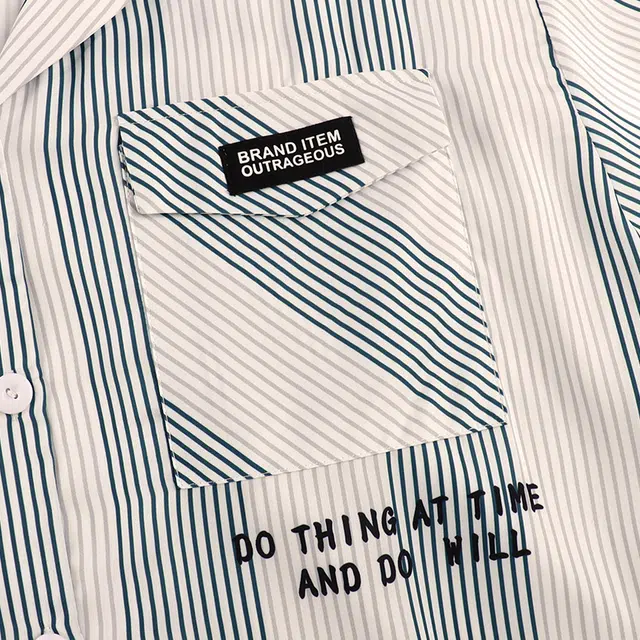 BRAND ITEM
OUTRAGEOUS
DO THING AT TIME
AND DO WILL